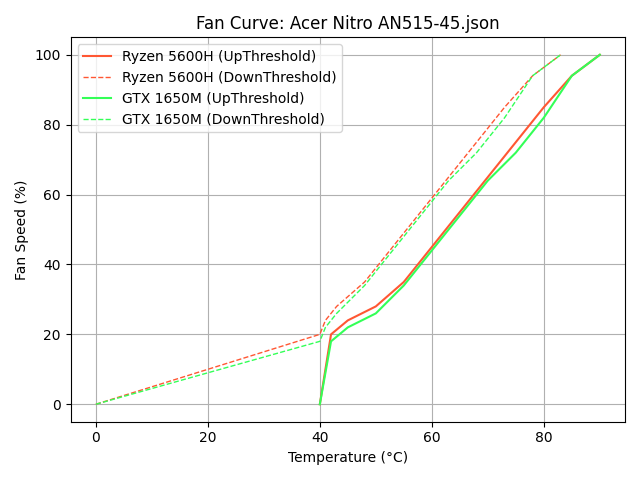 Fan Curve: Acer Nitro AN515-45.json
Ryzen 5600H (UpThreshold)
Ryzen 5600H (DownThreshold)
GTX 1650M (UpThreshold)
GTX 1650M (DownThreshold)
Fan Speed (%)
100
80
60
40
20
0
0 20 40 60 80
Temperature (°C)